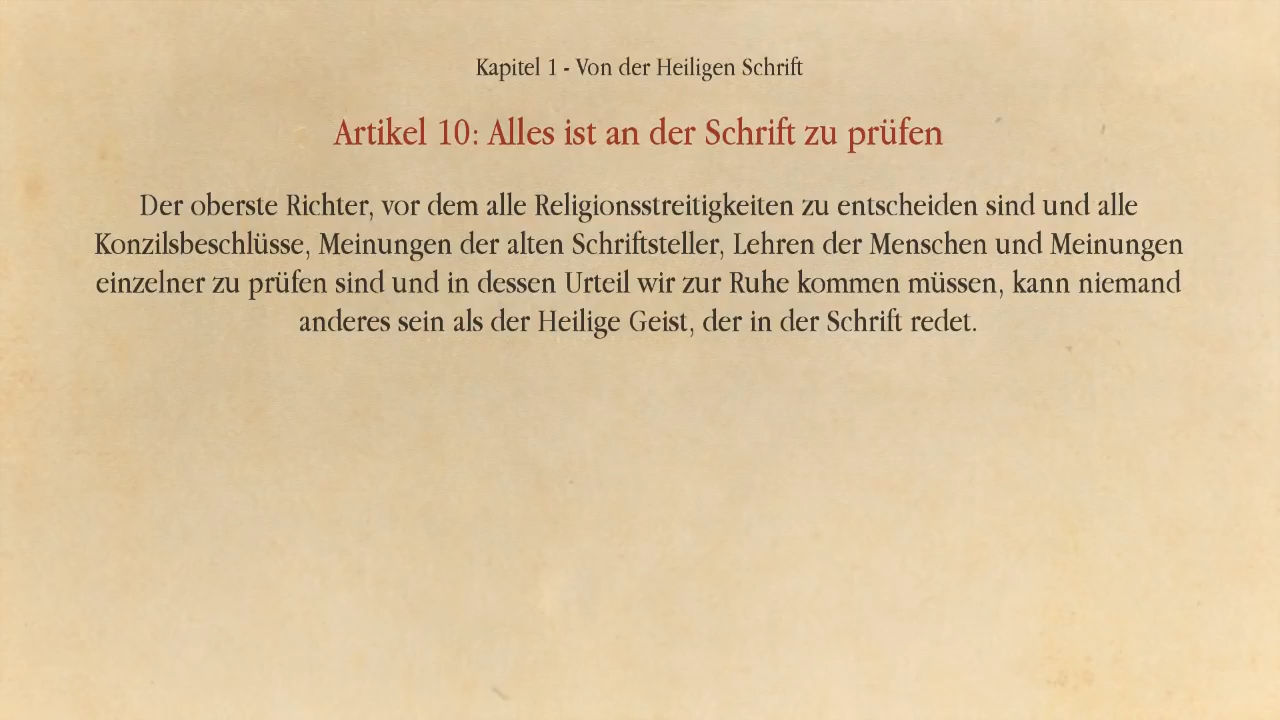 Kapitel 1 - Von der Heiligen Schrift
Artikel 10: Alles ist an der Schrift zu prüfen
Der oberste Richter, vor dem alle Religionsstreitigkeiten zu entscheiden sind und alle
Konzilsbeschlüsse, Meinungen der alten Schriftsteller, Lehren der Menschen und Meinungen
einzelner zu prüfen sind und in dessen Urteil wir zur Ruhe kommen müssen, kann niemand
anderes sein als der Heilige Geist, der in der Schrift redet.